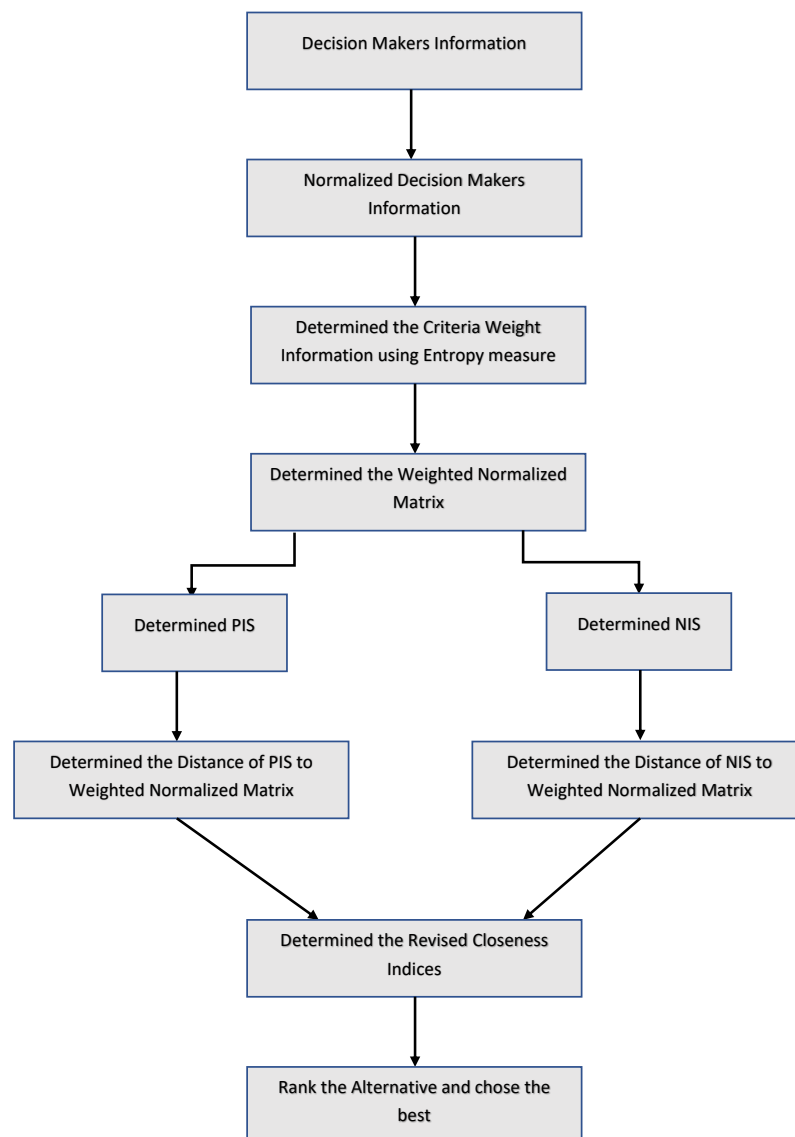 Decision Makers Information
Normalized Decision Makers
Information
Determined the Criteria Weight
Information using Entropy measure
Determined the Weighted Normalized
Matrix
Determined PIS
Determined NIS
Determined the Distance of PIS to
Weighted Normalized Matrix
Determined the Distance of NIS to
Weighted Normalized Matrix
Determined the Revised Closeness
Indices
Rank the Alternative and chose the
best